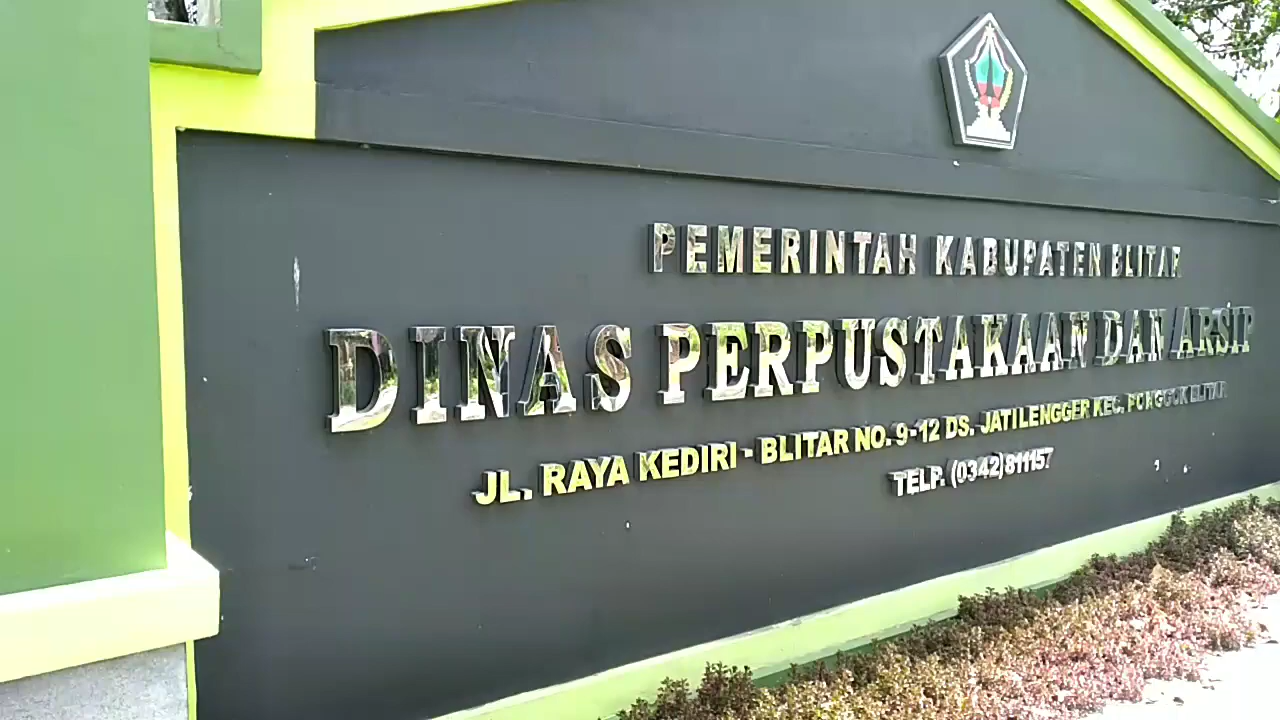 PEMERINTAH KABUPATEN BLITAR
DINAS PERPUSTAKAAN DAN ARSIP
JL. RAYA KEDIRI - BLITAR NO. 9-12 DS. JATILENGGER KEC. PONGGOK BLITAR
TELP. (0342)811157